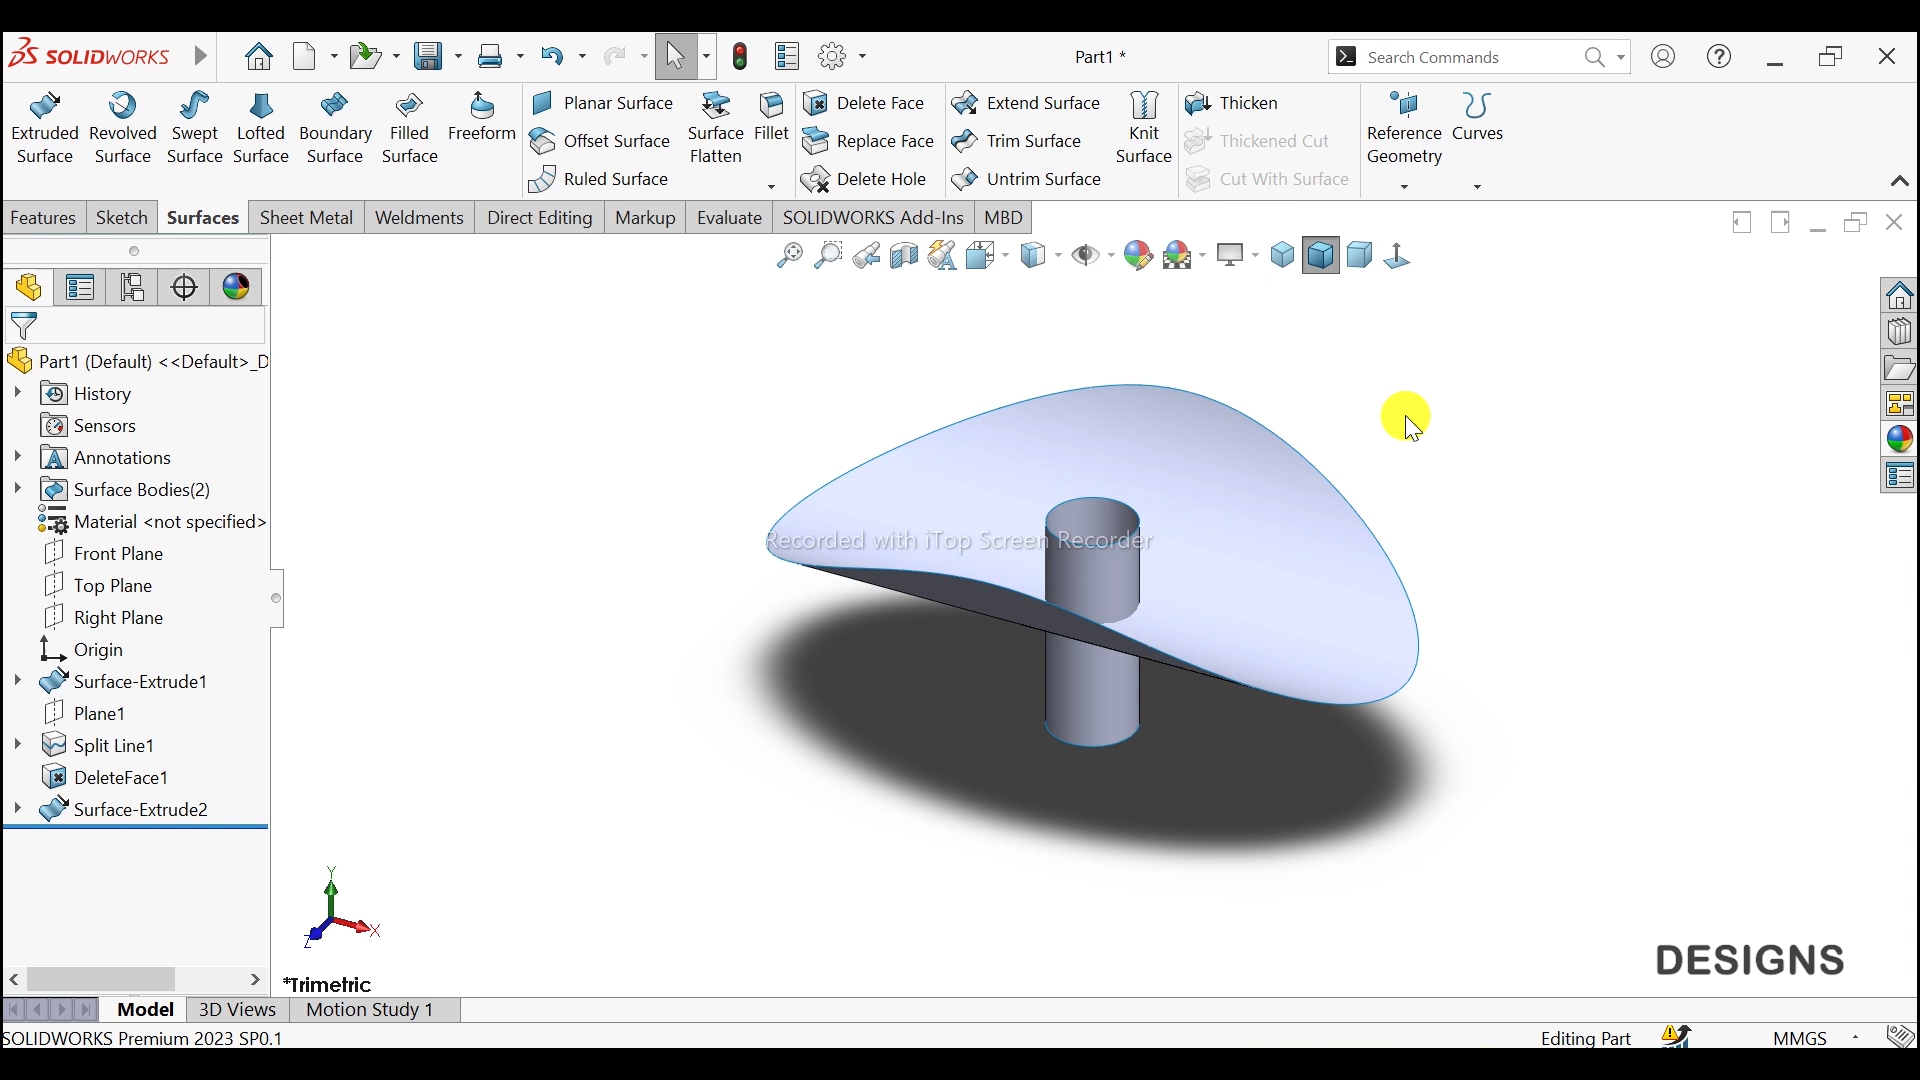 SOLIDWORKS
Part1 *
Search Commands
Extruded Surface
Revolved Surface
Swept Surface
Lofted Surface
Boundary Surface
Filled Surface
Freeform
Planar Surface
Offset Surface
Ruled Surface
Surface Flatten
Fillet
Delete Face
Replace Face
Delete Hole
Extend Surface
Trim Surface
Untrim Surface
Knit Surface
Thicken
Thickened Cut
Cut With Surface
Reference Geometry
Curves
Features
Sketch
Surfaces
Sheet Metal
Weldments
Direct Editing
Markup
Evaluate
SOLIDWORKS Add-Ins
MBD
Part1 (Default) <<Default>_D
History
Sensors
Annotations
Surface Bodies(2)
Material <not specified>
Front Plane
Top Plane
Right Plane
Origin
Surface-Extrude1
Plane1
Split Line1
DeleteFace1
Surface-Extrude2
Recorded with iTop Screen Recorder
Y
X
Z
*Trimetric
DESIGNS
Model
3D Views
Motion Study 1
SOLIDWORKS Premium 2023 SP0.1
Editing Part
MMGS